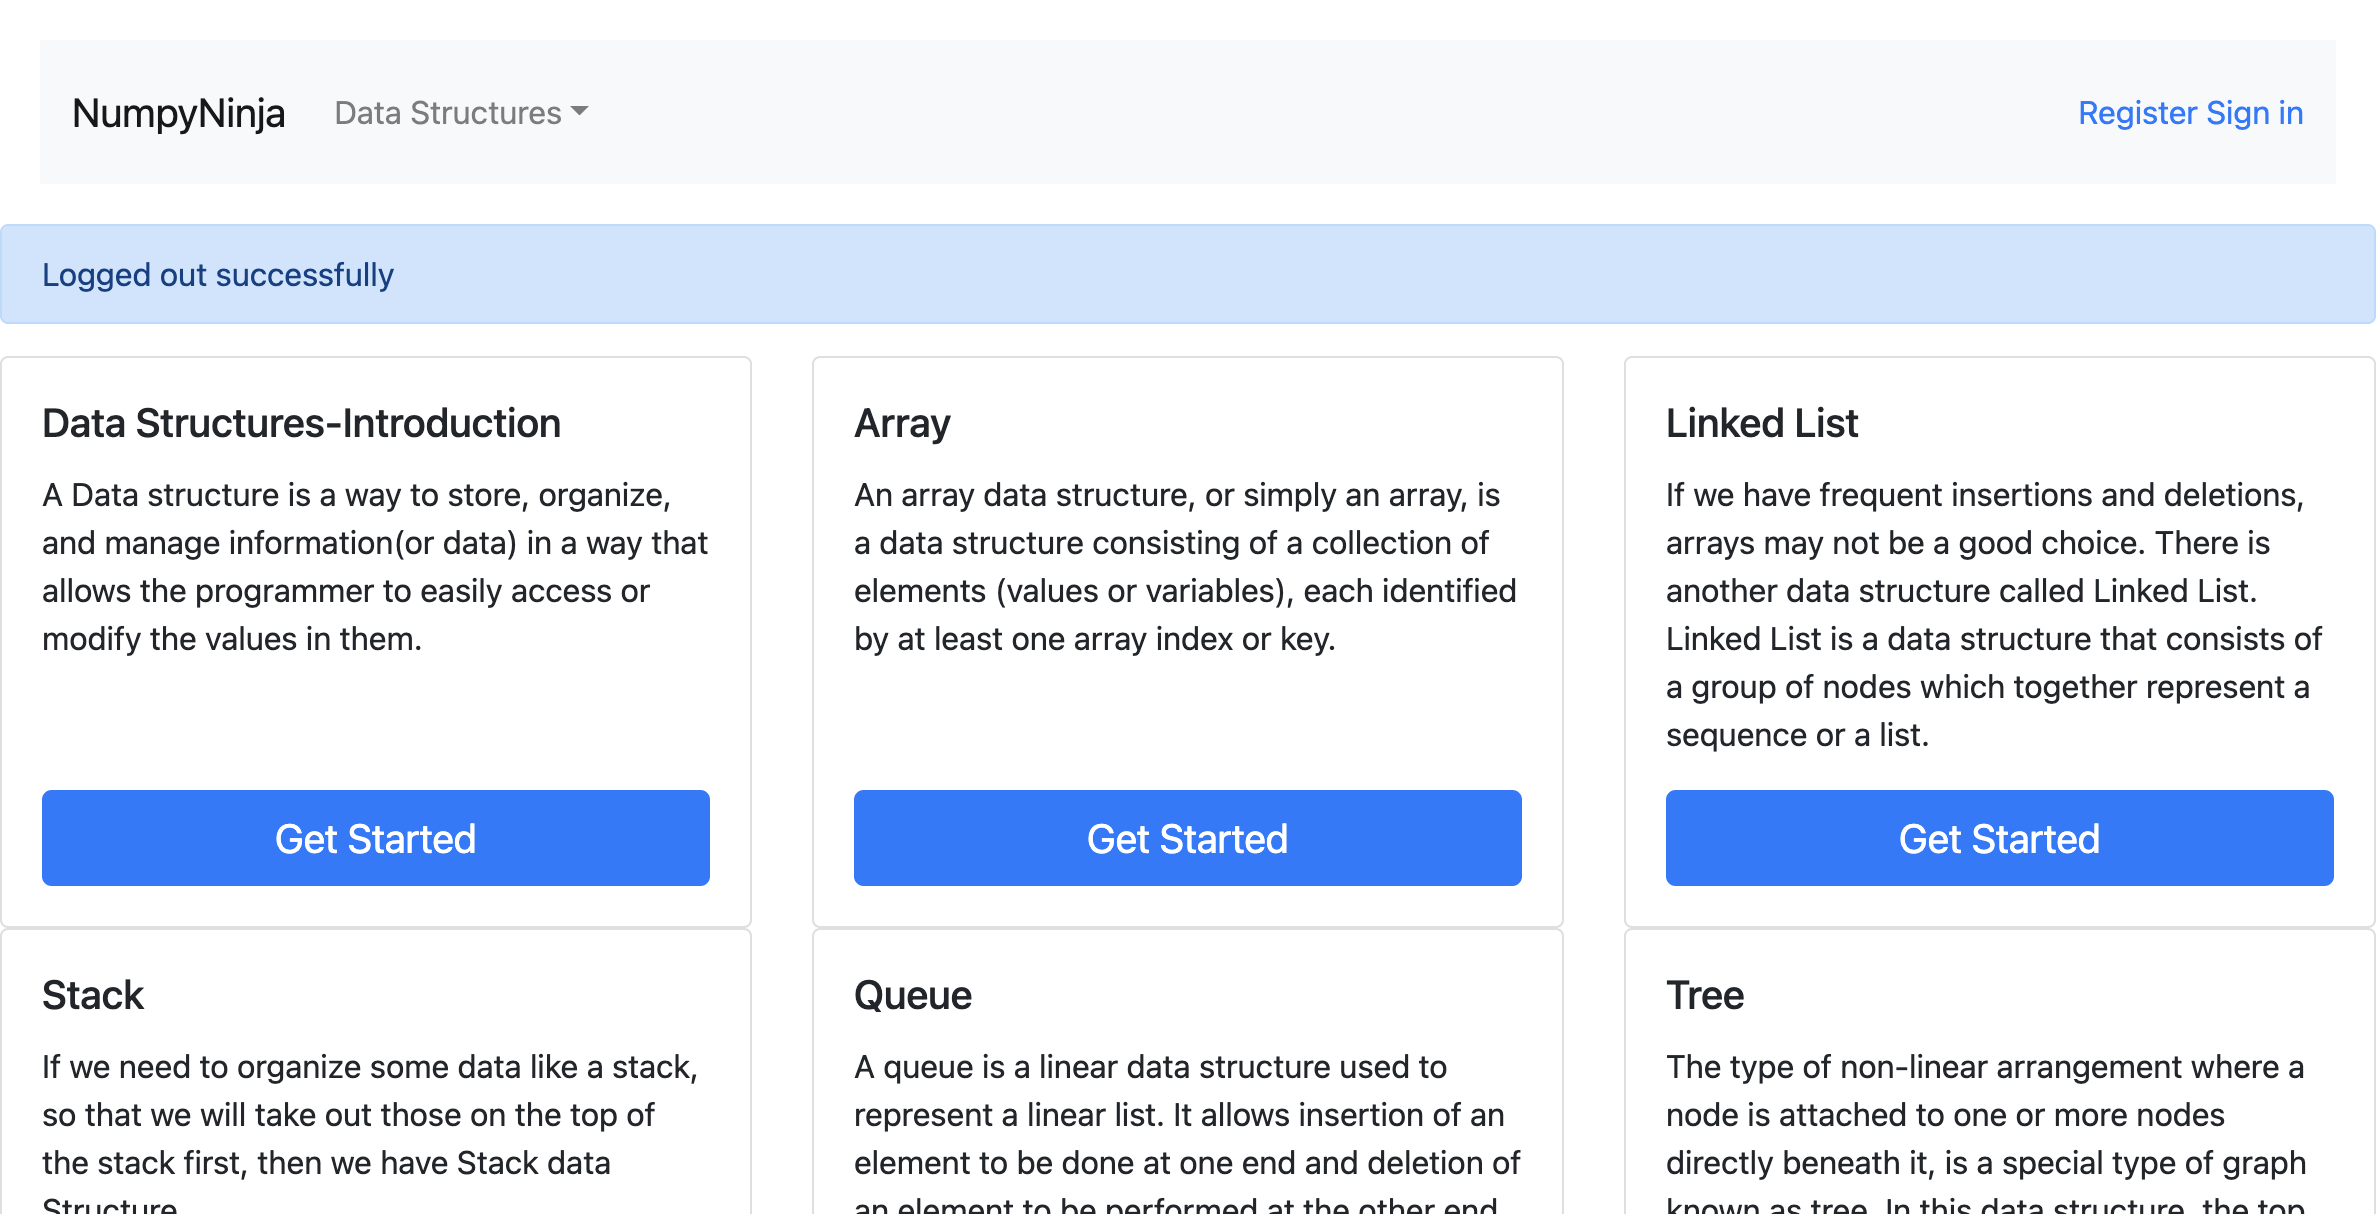 NumpyNinja
Data Structures
Register Sign in
Logged out successfully
Data Structures-Introduction
A Data structure is a way to store, organize,
and manage information(or data) in a way that
allows the programmer to easily access or
modify the values in them.
Get Started
Array
An array data structure, or simply an array, is
a data structure consisting of a collection of
elements (values or variables), each identified
by at least one array index or key.
Get Started
Linked List
If we have frequent insertions and deletions,
arrays may not be a good choice. There is
another data structure called Linked List.
Linked List is a data structure that consists of
a group of nodes which together represent a
sequence or a list.
Get Started
Stack
If we need to organize some data like a stack,
so that we will take out those on the top of
the stack first, then we have Stack data
Structure
Queue
A queue is a linear data structure used to
represent a linear list. It allows insertion of an
element to be done at one end and deletion of
an element to be performed at the other end
Tree
The type of non-linear arrangement where a
node is attached to one or more nodes
directly beneath it, is a special type of graph
known as tree. In this data structure, the top